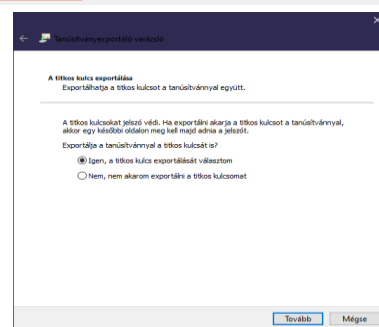 Tanúsítványexportáló varázsló
A titkos kulcs exportálása
Exportálhatja a titkos kulcsot a tanúsítvánnyal együtt.
A titkos kulcsokat jelszó védi. Ha exportálni akarja a titkos kulcsot a tanúsítvánnyal,
akkor egy későbbi oldalon meg kell majd adnia a jelszót.
Exportálja a tanúsítvánnyal a titkos kulcsát is?
Igen, a titkos kulcs exportálását választom
Nem, nem akarom exportálni a titkos kulcsomat
Tovább
Mégse